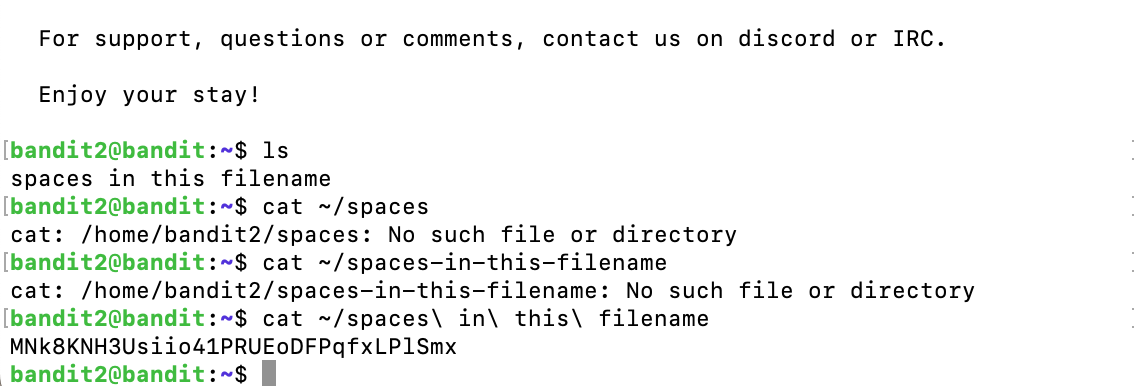 For support, questions or comments, contact us on discord or IRC.
Enjoy your stay!
[bandit2@bandit:~$ ls
spaces in this filename
[bandit2@bandit:~$ cat ~/spaces
cat: /home/bandit2/spaces: No such file or directory
[bandit2@bandit:~$ cat ~/spaces-in-this-filename
cat: /home/bandit2/spaces-in-this-filename: No such file or directory
[bandit2@bandit:~$ cat ~/spaces\ in\ this\ filename
MNk8KNH3Usiio41PRUEoDFPqfxLPlSmx
bandit2@bandit:~$